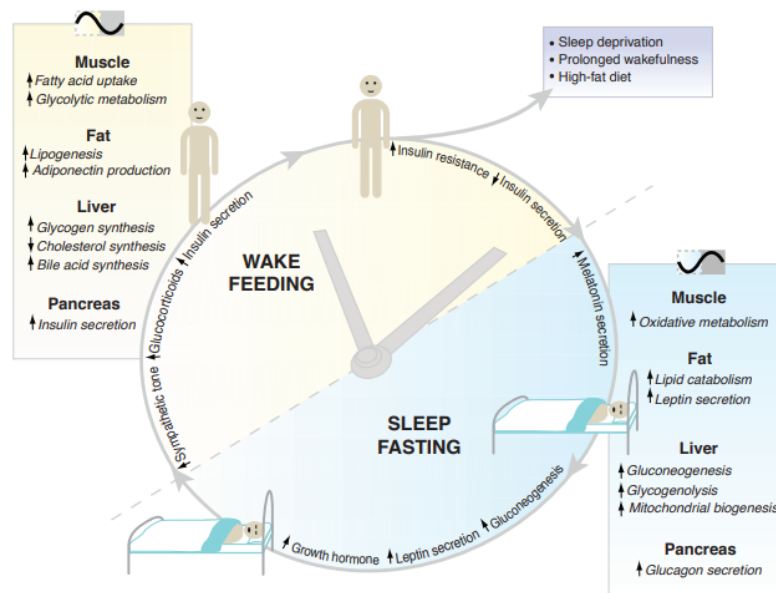 Muscle
↑Fatty acid uptake
↑Glycolytic metabolism
Fat
↑Lipogenesis
↑Adiponectin production
Liver
↑Glycogen synthesis
↓Cholesterol synthesis
↑Bile acid synthesis
Pancreas
↑Insulin secretion
• Sleep deprivation
• Prolonged wakefulness
• High-fat diet
↑Insulin resistance
↓Insulin secretion
↑Melatonin secretion
WAKE
FEEDING
↑Insulin secretion
↑Glucocorticoids
Sympathetic tone
SLEEP
FASTING
↑Gluconeogenesis
↑Leptin secretion
↑Growth hormone
Muscle
↑Oxidative metabolism
Fat
↑Lipid catabolism
↑Leptin secretion
Liver
↑Gluconeogenesis
↑Glycogenolysis
↑Mitochondrial biogenesis
Pancreas
↑Glucagon secretion